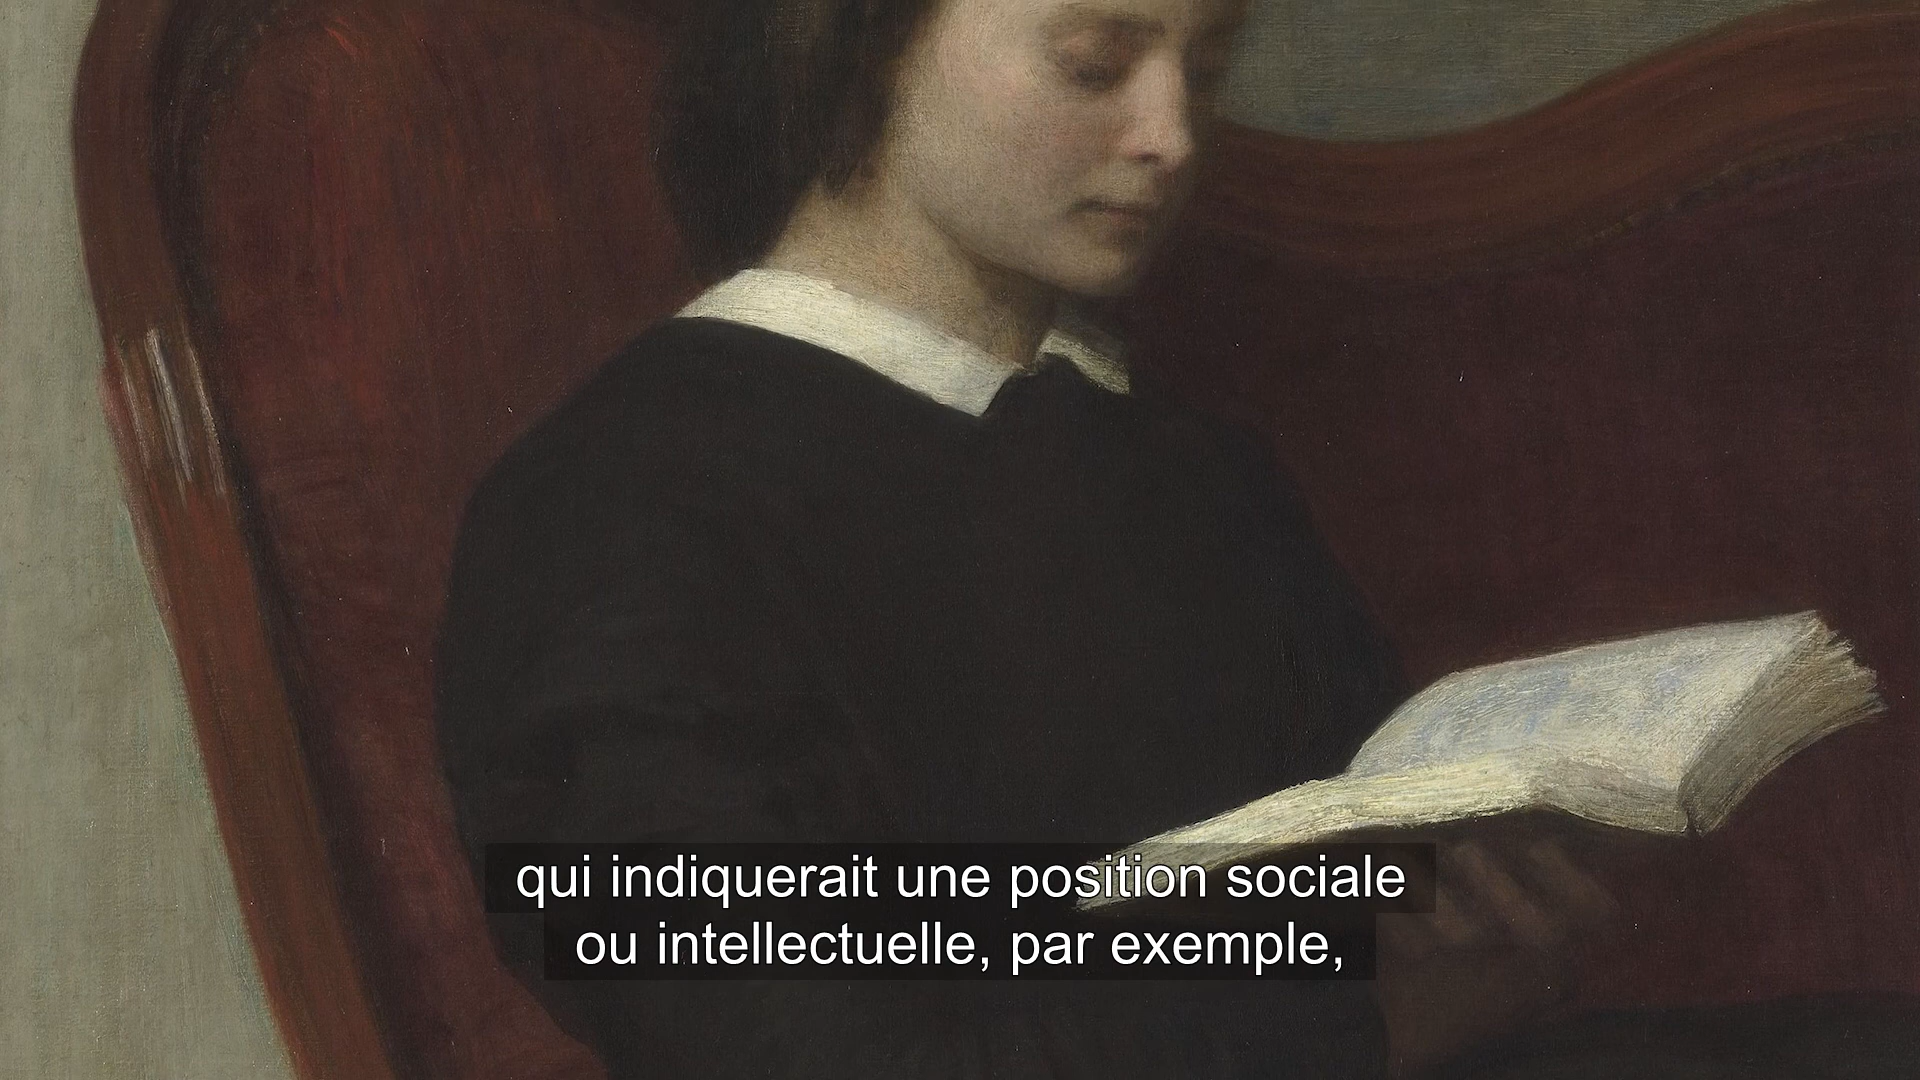 qui indiquerait une position sociale
ou intellectuelle, par exemple,